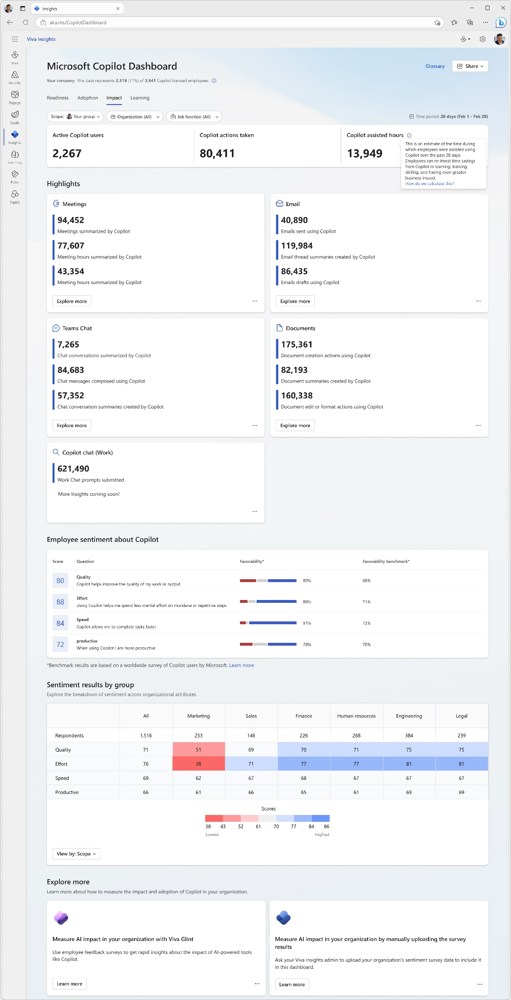 Insights
aka.ms/CopilotDashboard
Viva Insights
Viva
Amplify
Engage
Goals
Insights
Learning
Pulse
Topics
Microsoft Copilot Dashboard
Glossary
Share
Your company: This data represents 2,518 (71%) of 3,541 Copilot licensed employees.
Readiness Adoption Impact Learning
Scope: Your group Organization (All) Job function (All)
Time period: 28 days (Feb 1 - Feb 28)
Active Copilot users
2,267
Copilot actions taken
80,411
Copilot assisted hours
13,949
This is an estimate of the time during
which employees were assisted using
Copilot over the past 28 days.
Employees can re-invest time savings
from Copilot in learning, training,
skilling, and having even greater
business impact.
How do we calculate this?
Highlights
Meetings
94,452
Meetings summarized by Copilot
77,607
Meeting hours summarized by Copilot
43,354
Meeting hours summarized by Copilot
Explore more
Email
40,890
Emails sent using Copilot
119,984
Email thread summaries created by Copilot
86,435
Emails drafts using Copilot
Explore more
Teams Chat
7,265
Chat conversations summarized by Copilot
84,683
Chat messages composed using Copilot
57,352
Chat conversation summaries created by Copilot
Explore more
Documents
175,361
Document creation actions using Copilot
82,193
Document summaries created by Copilot
160,338
Document edit or format actions using Copilot
Explore more
Copilot chat (Work)
621,490
Work Chat prompts submitted
More Insights coming soon!
Employee sentiment about Copilot
Score Question Favorability* Favorability benchmark*
80 Quality
Copilot helps improve the quality of my work or output
80% 68%
88 Effort
Using Copilot helps me spend less mental effort on mundane or repetitive steps
88% 71%
84 Speed
Copilot allows me to complete tasks faster
91% 73%
72 productive
When using Copilot I am more productive
78% 70%
*Benchmark results are based on a worldwide survey of Copilot users by Microsoft. Learn more
Sentiment results by group
Explore the breakdown of sentiment across organizational attributes.
All Marketing Sales Finance Human resources Engineering Legal
Respondents 1,516 253 146 226 268 384 239
Quality 71 51 69 70 71 75 75
Effort 76 38 71 77 77 81 81
Speed 69 62 67 68 67 67 67
Productive 66 61 66 65 61 69 69
Scores
38 43 52 61 70 77 84 86
Lowest Highest
View by: Scope
Explore more
Learn more about how to measure the impact and adoption of Copilot in your organization.
Measure AI impact in your organization with Viva Glint
Use employee feedback surveys to get rapid insights about the impact of AI-powered tools
like Copilot.
Learn more
Measure AI impact in your organization by manually uploading the survey
results
Ask your Viva Insights admin to upload your organization's sentiment survey data to include it
in this dashboard.
Learn more